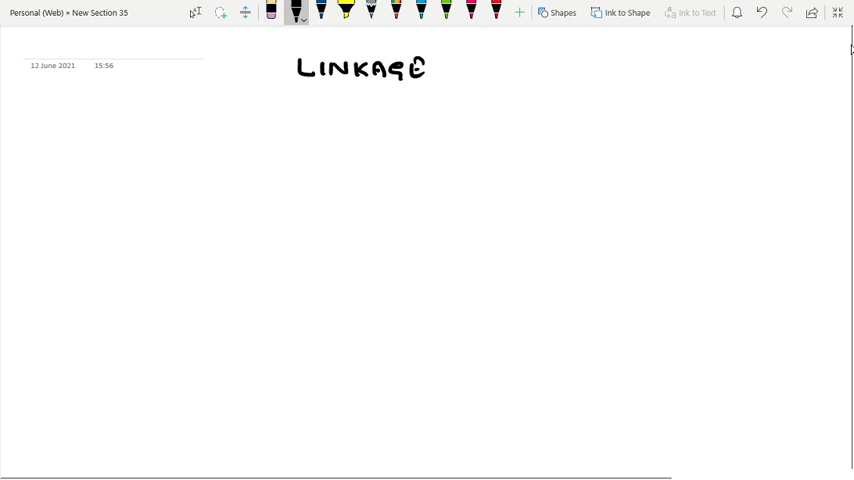 Personal (Web) » New Section 35
Shapes
Ink to Shape
Ink to Text
12 June 2021 15:56
LINKAGE